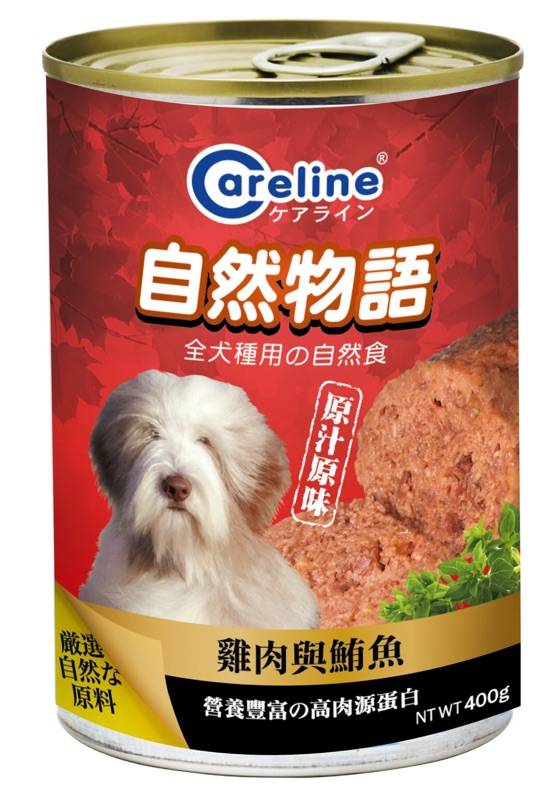 Careline®
ケアライン
自然物語
全犬種用の自然食
原汁原味
厳選
自然な
原料
雞肉與鮪魚
營養豐富の高肉源蛋白
NT WT 400g